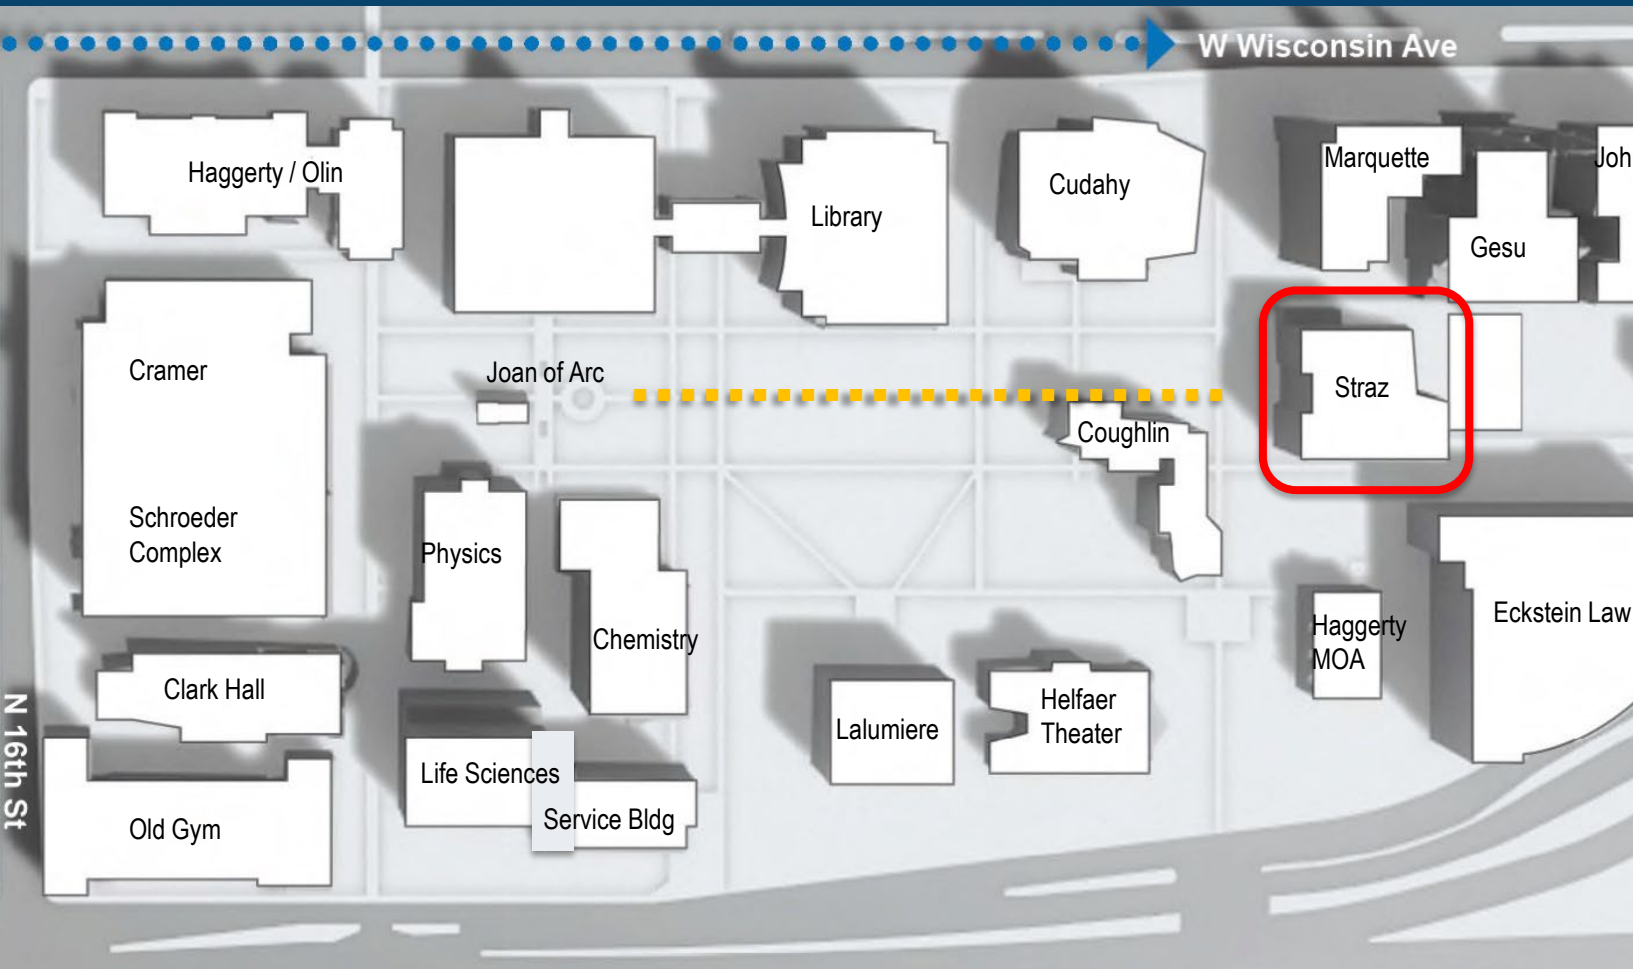 W Wisconsin Ave
Haggerty / Olin
Library
Cudahy
Marquette
Joh
Gesu
Cramer
Joan of Arc
Straz
Coughlin
Schroeder
Complex
Physics
Chemistry
Haggerty
MOA
Eckstein Law
Clark Hall
Lalumiere
Helfaer
Theater
N 16th St
Life Sciences
Service Bldg
Old Gym